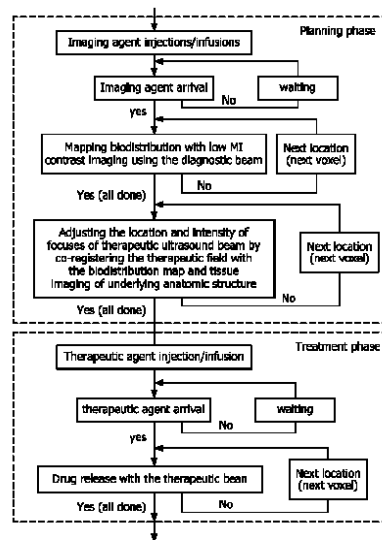 Planning phase
Imaging agent injections/infusions
Imaging agent arrival
waiting
No
yes
Mapping biodistribution with low MI
contrast imaging using the diagnostic beam
Next location
(next voxel)
No
Yes (all done)
Adjusting the location and intensity of
focuses of therapeutic ultrasound beam by
co-registering the therapeutic field with
the biodistribution map and tissue
imaging of underlying anatomic structure
Next location
(next voxel)
No
Yes (all done)
Treatment phase
Therapeutic agent injection/infusion
therapeutic agent arrival
waiting
No
yes
Drug release with the therapeutic bean
Next location
(next voxel)
No
Yes (all done)